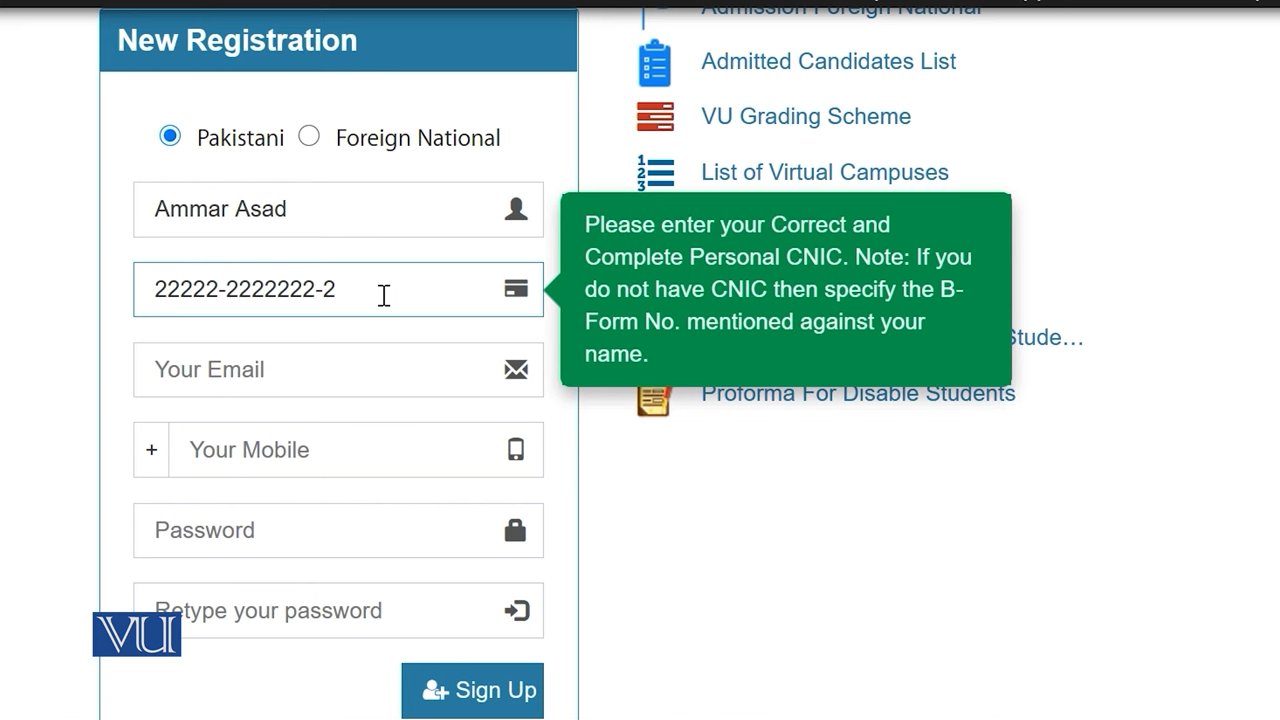 New Registration
Pakistani
Foreign National
Ammar Asad
22222-2222222-2
Your Email
+ Your Mobile
Password
Retype your password
VU
Sign Up
Admission Foreign National
Admitted Candidates List
VU Grading Scheme
List of Virtual Campuses
Please enter your Correct and
Complete Personal CNIC. Note: If you
do not have CNIC then specify the B-
Form No. mentioned against your
name.
Stude...
Proforma For Disable Students